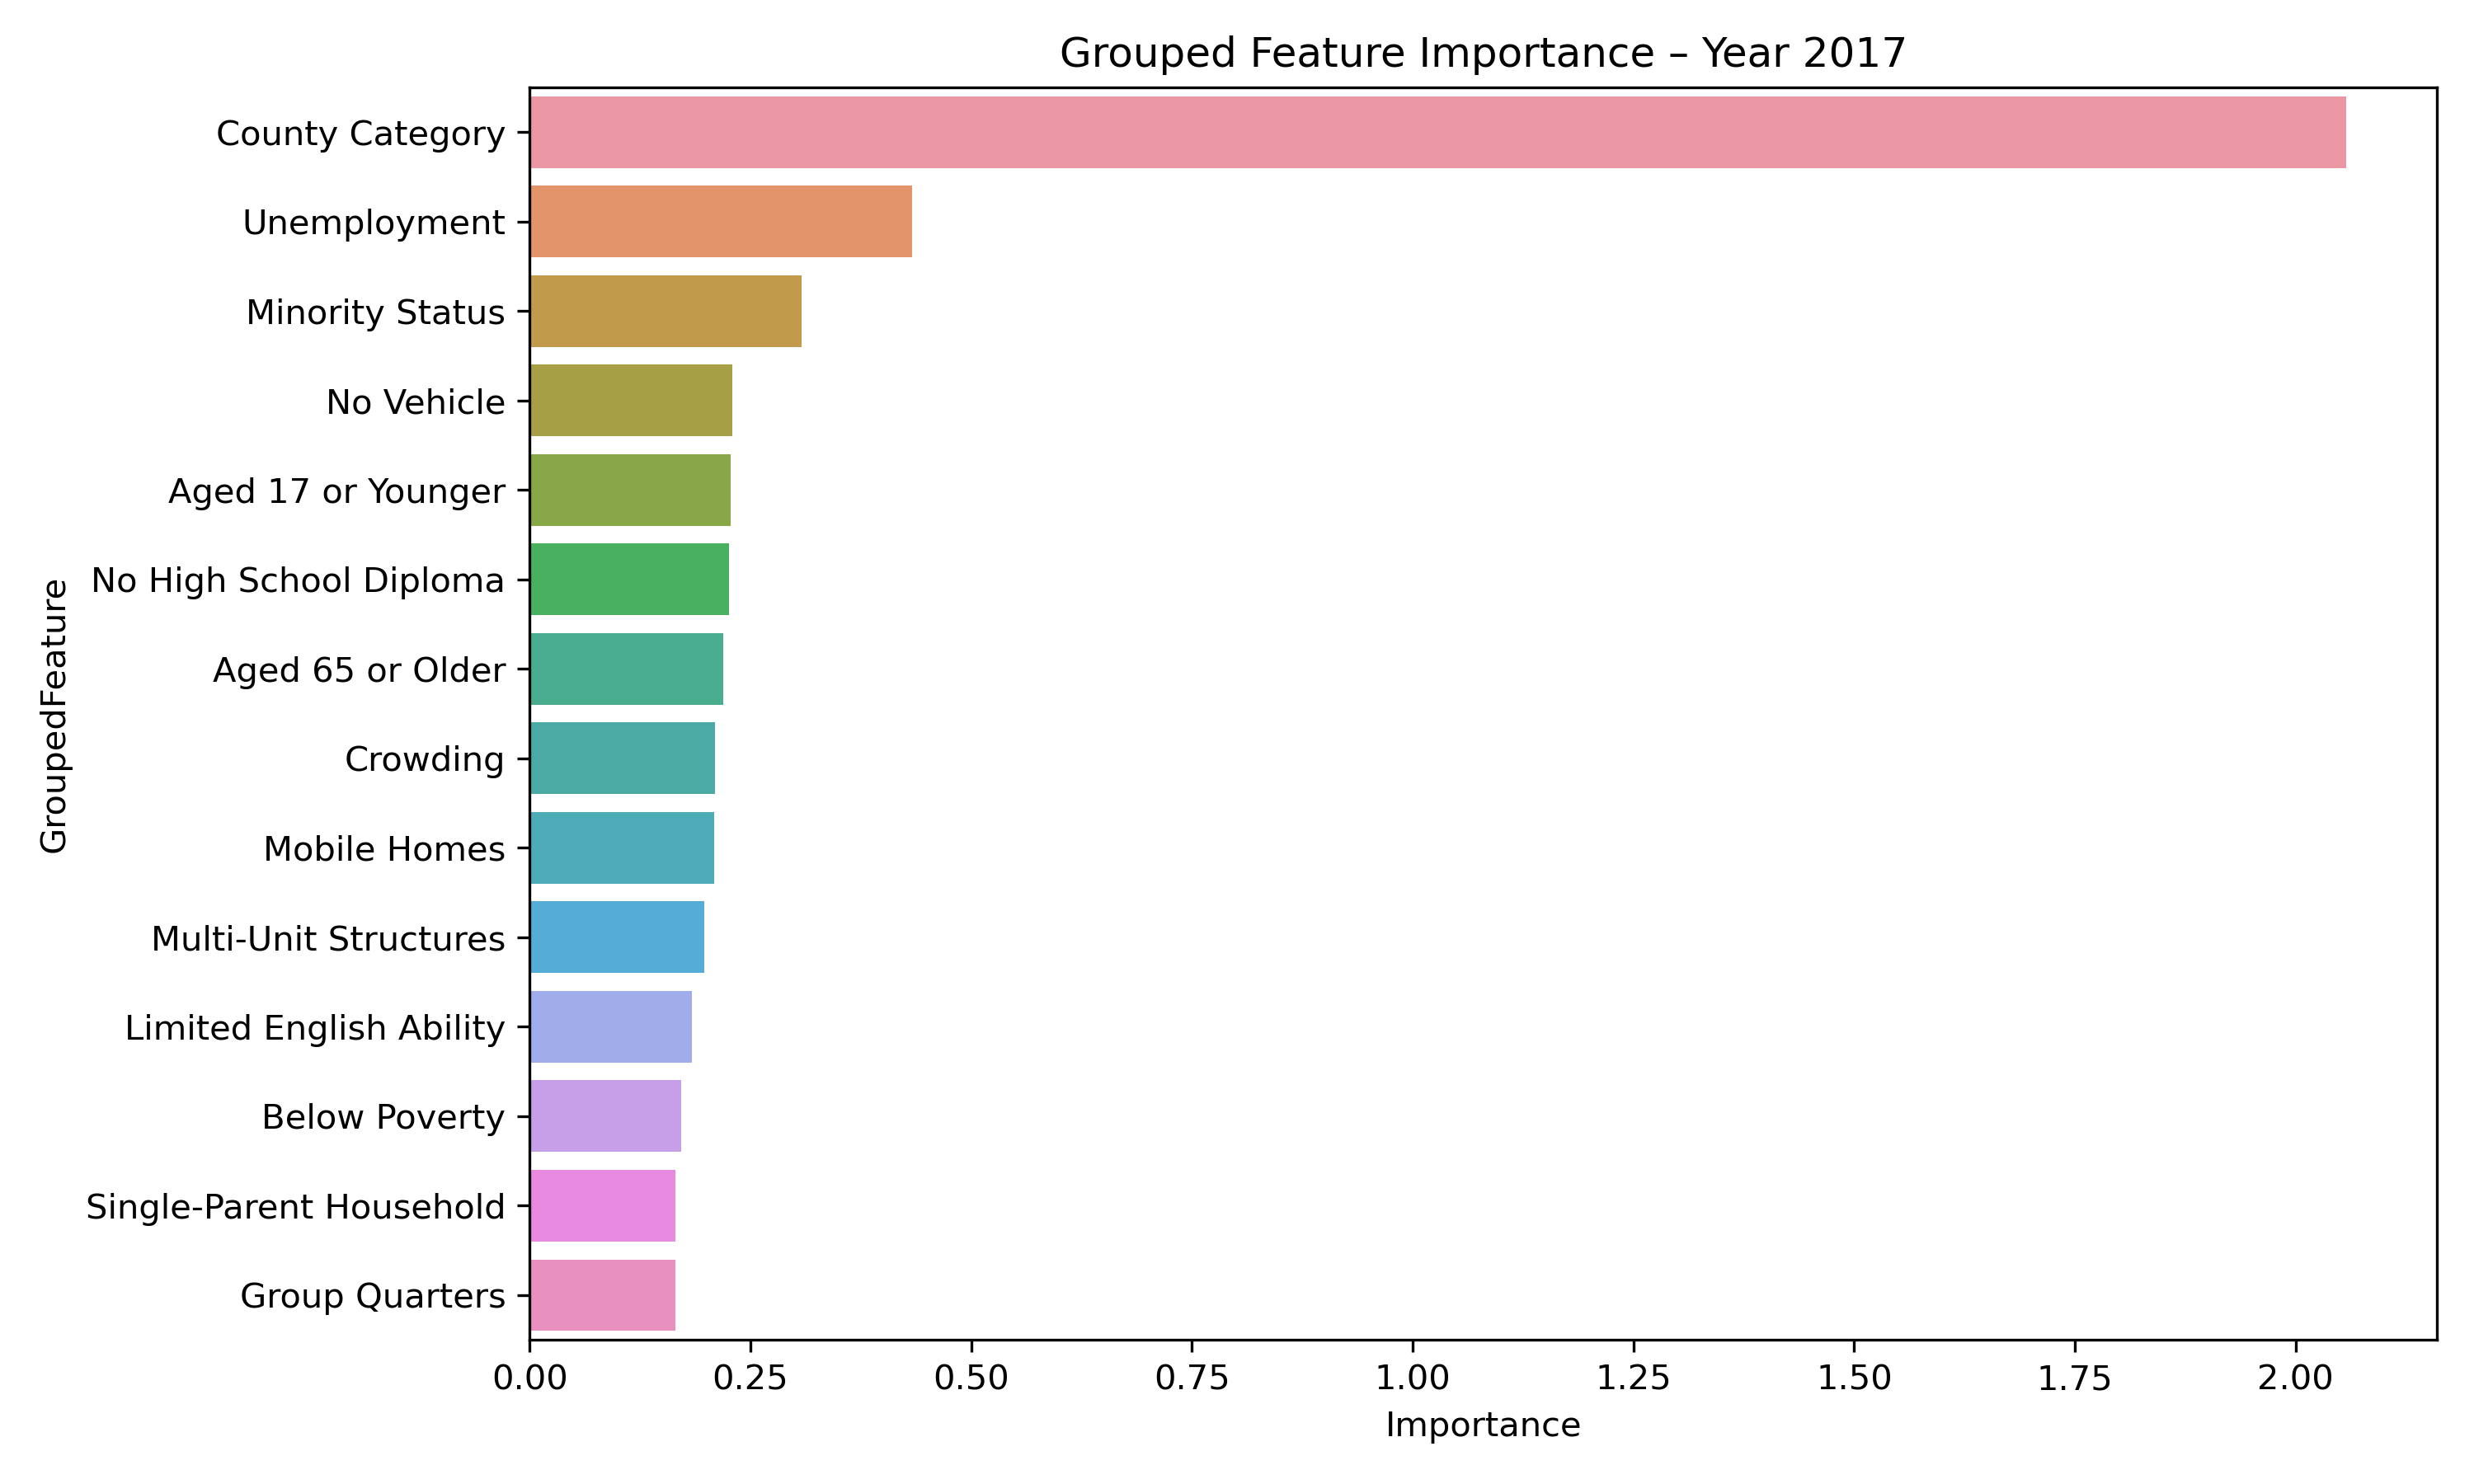 Grouped Feature Importance – Year 2017
County Category
Unemployment
Minority Status
No Vehicle
Aged 17 or Younger
No High School Diploma
Aged 65 or Older
Crowding
Mobile Homes
Multi-Unit Structures
Limited English Ability
Below Poverty
Single-Parent Household
Group Quarters
GroupedFeature
0.00 0.25 0.50 0.75 1.00 1.25 1.50 1.75 2.00
Importance